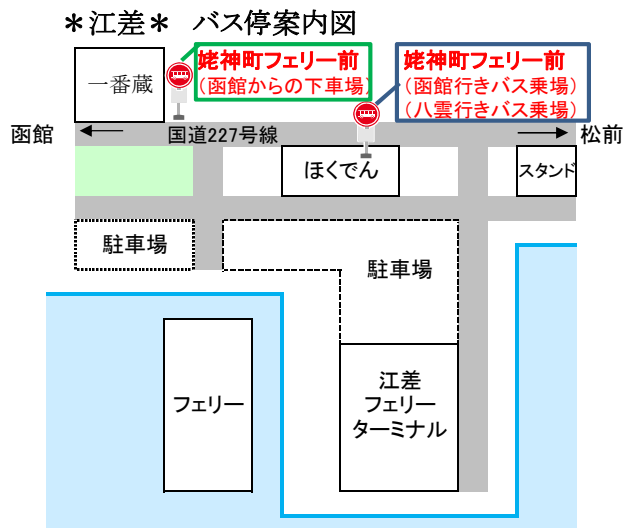 ＊江差＊ バス停案内図
姥神町フェリー前
（函館からの下車場）
姥神町フェリー前
（函館行きバス乗場）
（八雲行きバス乗場）
一番蔵
函館
国道227号線
松前
ほくでん
スタンド
駐車場
駐車場
フェリー
江差
フェリー
ターミナル